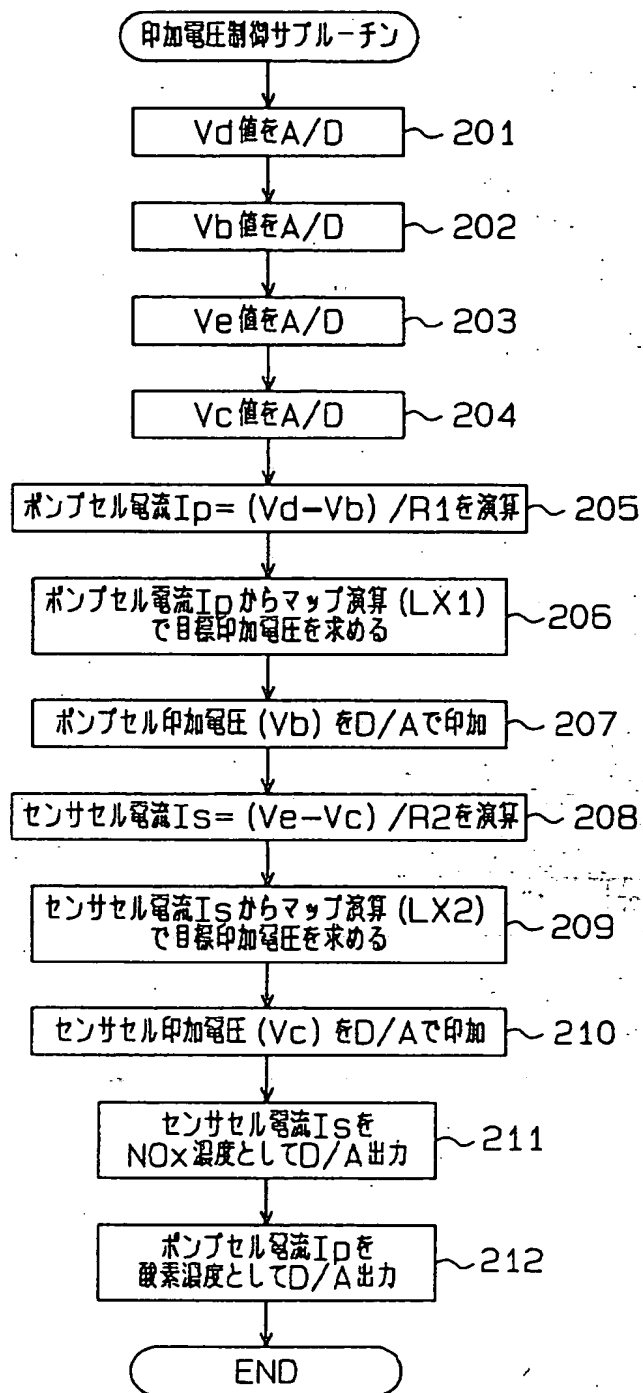 印加電圧制御サブルーチン
Vd値をA/D
201
Vb値をA/D
202
Ve値をA/D
203
Vc値をA/D
204
ポンプセル電流Ip=(Vd-Vb)/R1を演算
205
ポンプセル電流Ipからマップ演算(LX1)
で目標印加電圧を求める
206
ポンプセル印加電圧(Vb)をD/Aで印加
207
センサセル電流Is=(Ve-Vc)/R2を演算
208
センサセル電流Isからマップ演算(LX2)
で目標印加電圧を求める
209
センサセル印加電圧(Vc)をD/Aで印加
210
センサセル電流Isを
NOx濃度としてD/A出力
211
ポンプセル電流Ipを
酸素濃度としてD/A出力
212
END